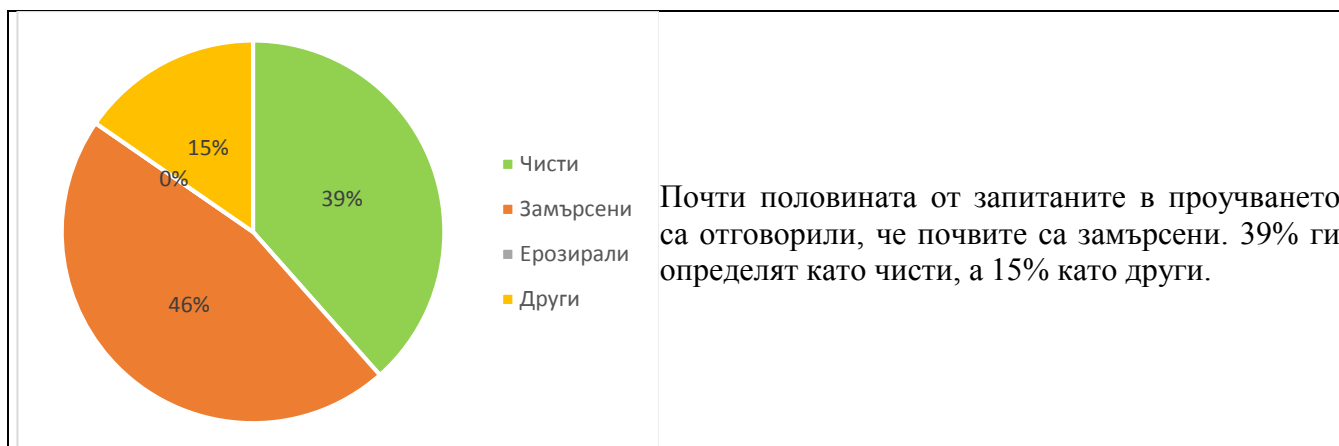 15%
0%
39%
46%
Чисти
Замърсени
Ерозирали
Други
Почти половината от запитаните в проучването
са отговорили, че почвите са замърсени. 39% ги
определят като чисти, а 15% като други.